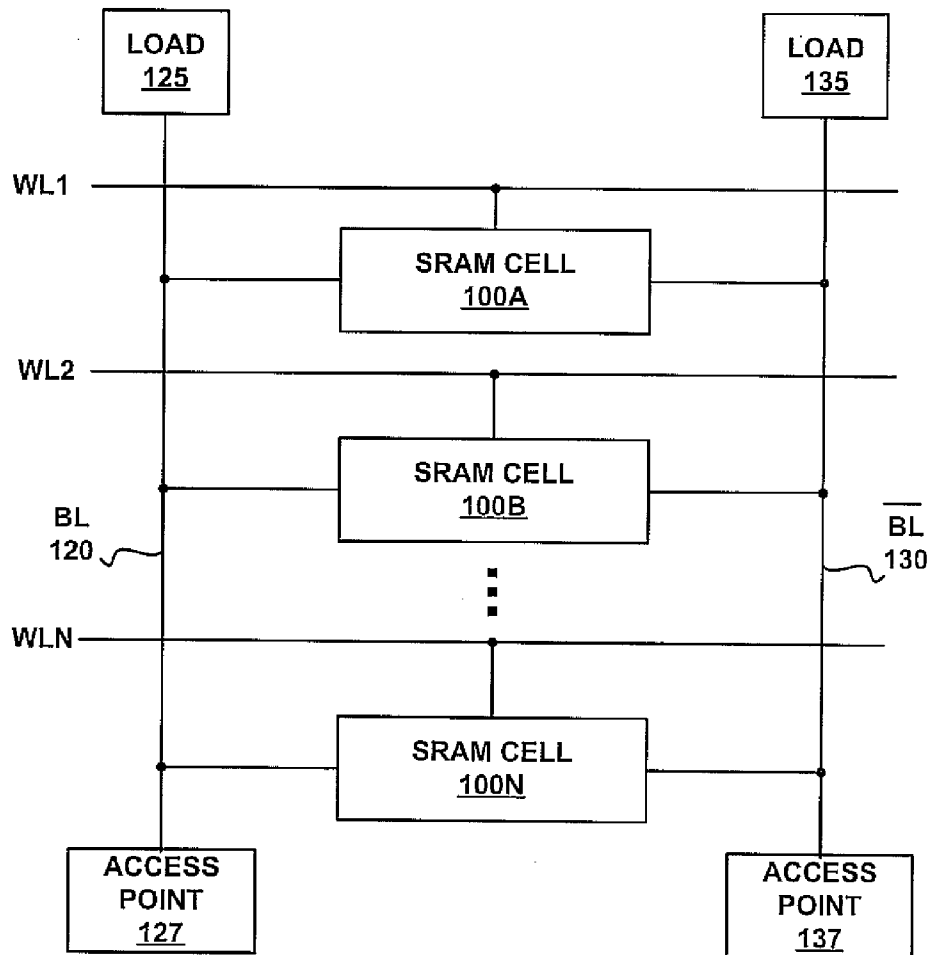 LOAD
125
LOAD
135
WL1
SRAM CELL
100A
WL2
SRAM CELL
100B
BL
120
B̅L̅
130
WLN
SRAM CELL
100N
ACCESS
POINT
127
ACCESS
POINT
137